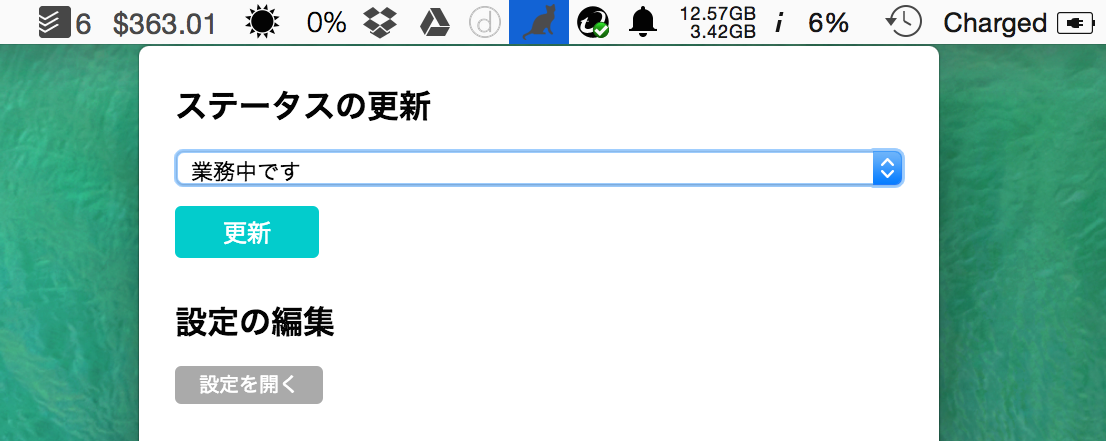 6 $363.01 0% d 12.57GB i 6% Charged
3.42GB
ステータスの更新
業務中です
更新
設定の編集
設定を開く